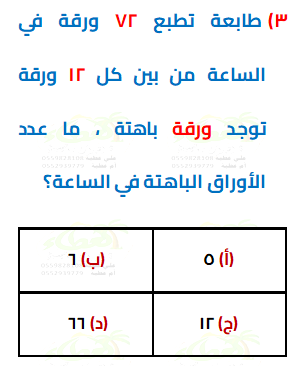 ٣) طابعة تطبع ٧٢ ورقة في
الساعة من بين كل ١٢ ورقة
توجد ورقة باهتة ، ما عدد
الأوراق الباهتة في الساعة؟
(أ) ٥
(ب) ٦
(ج) ١٢
(د) ٦٦